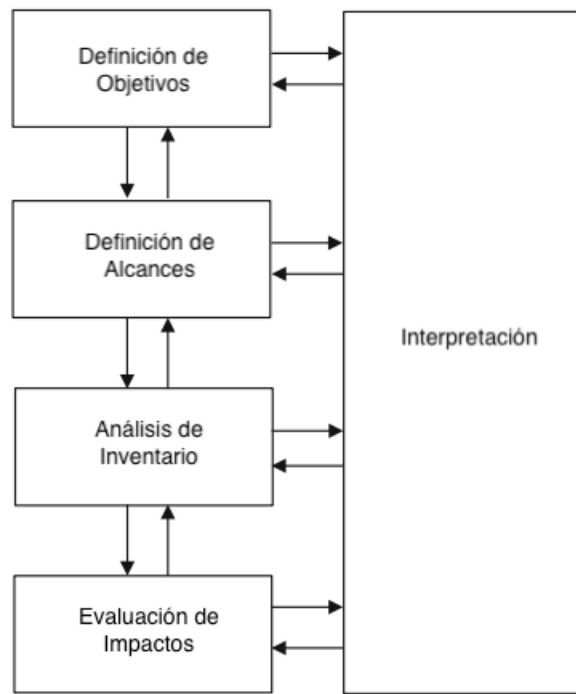 Definición de
Objetivos
Definición de
Alcances
Interpretación
Análisis de
Inventario
Evaluación de
Impactos